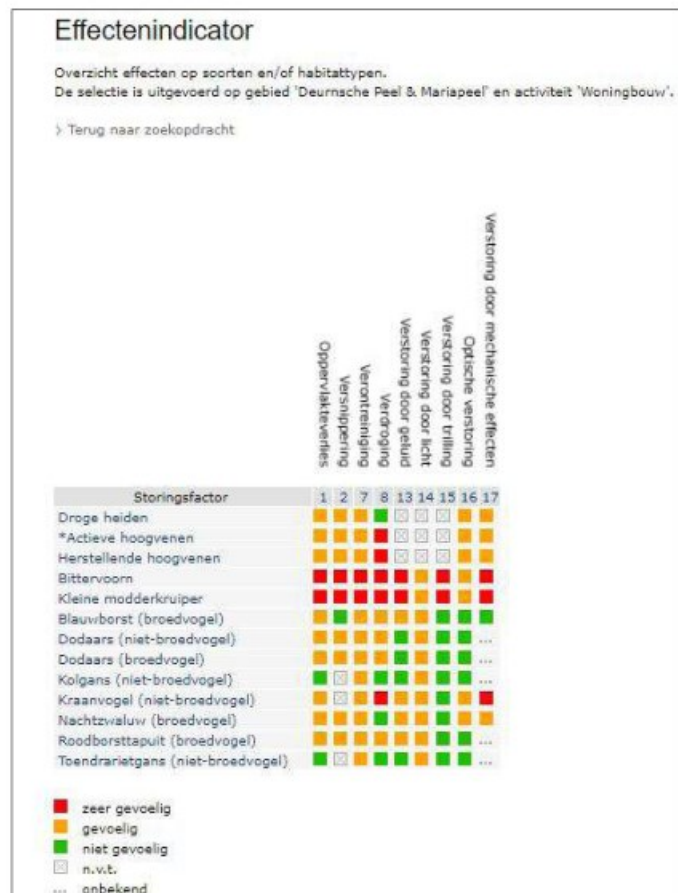 Effectenindicator
Overzicht effecten op soorten en/of habitattypen.
De selectie is uitgevoerd op gebied 'Deurnsche Peel & Mariapeel' en activiteit 'Woningbouw'.
> Terug naar zoekopdracht
Oppervlakteverlies
Versnippering
Verontreiniging
Verdroging
Verstoring door geluid
Verstoring door licht
Verstoring door trilling
Optische verstoring
Verstoring door mechanische effecten
Storingsfactor 1 2 7 8 13 14 15 16 17
Droge heiden
*Actieve hoogvenen
Herstellende hoogvenen
Bittervoorn
Kleine modderkruiper
Blauwborst (broedvogel)
Dodaars (niet-broedvogel) ...
Dodaars (broedvogel) ...
Kolgans (niet-broedvogel) ...
Kraanvogel (niet-broedvogel)
Nachtzwaluw (broedvogel)
Roodborsttapuit (broedvogel) ...
Toendrarietgans (niet-broedvogel) ...
zeer gevoelig
gevoelig
niet gevoelig
n.v.t.
... onbekend